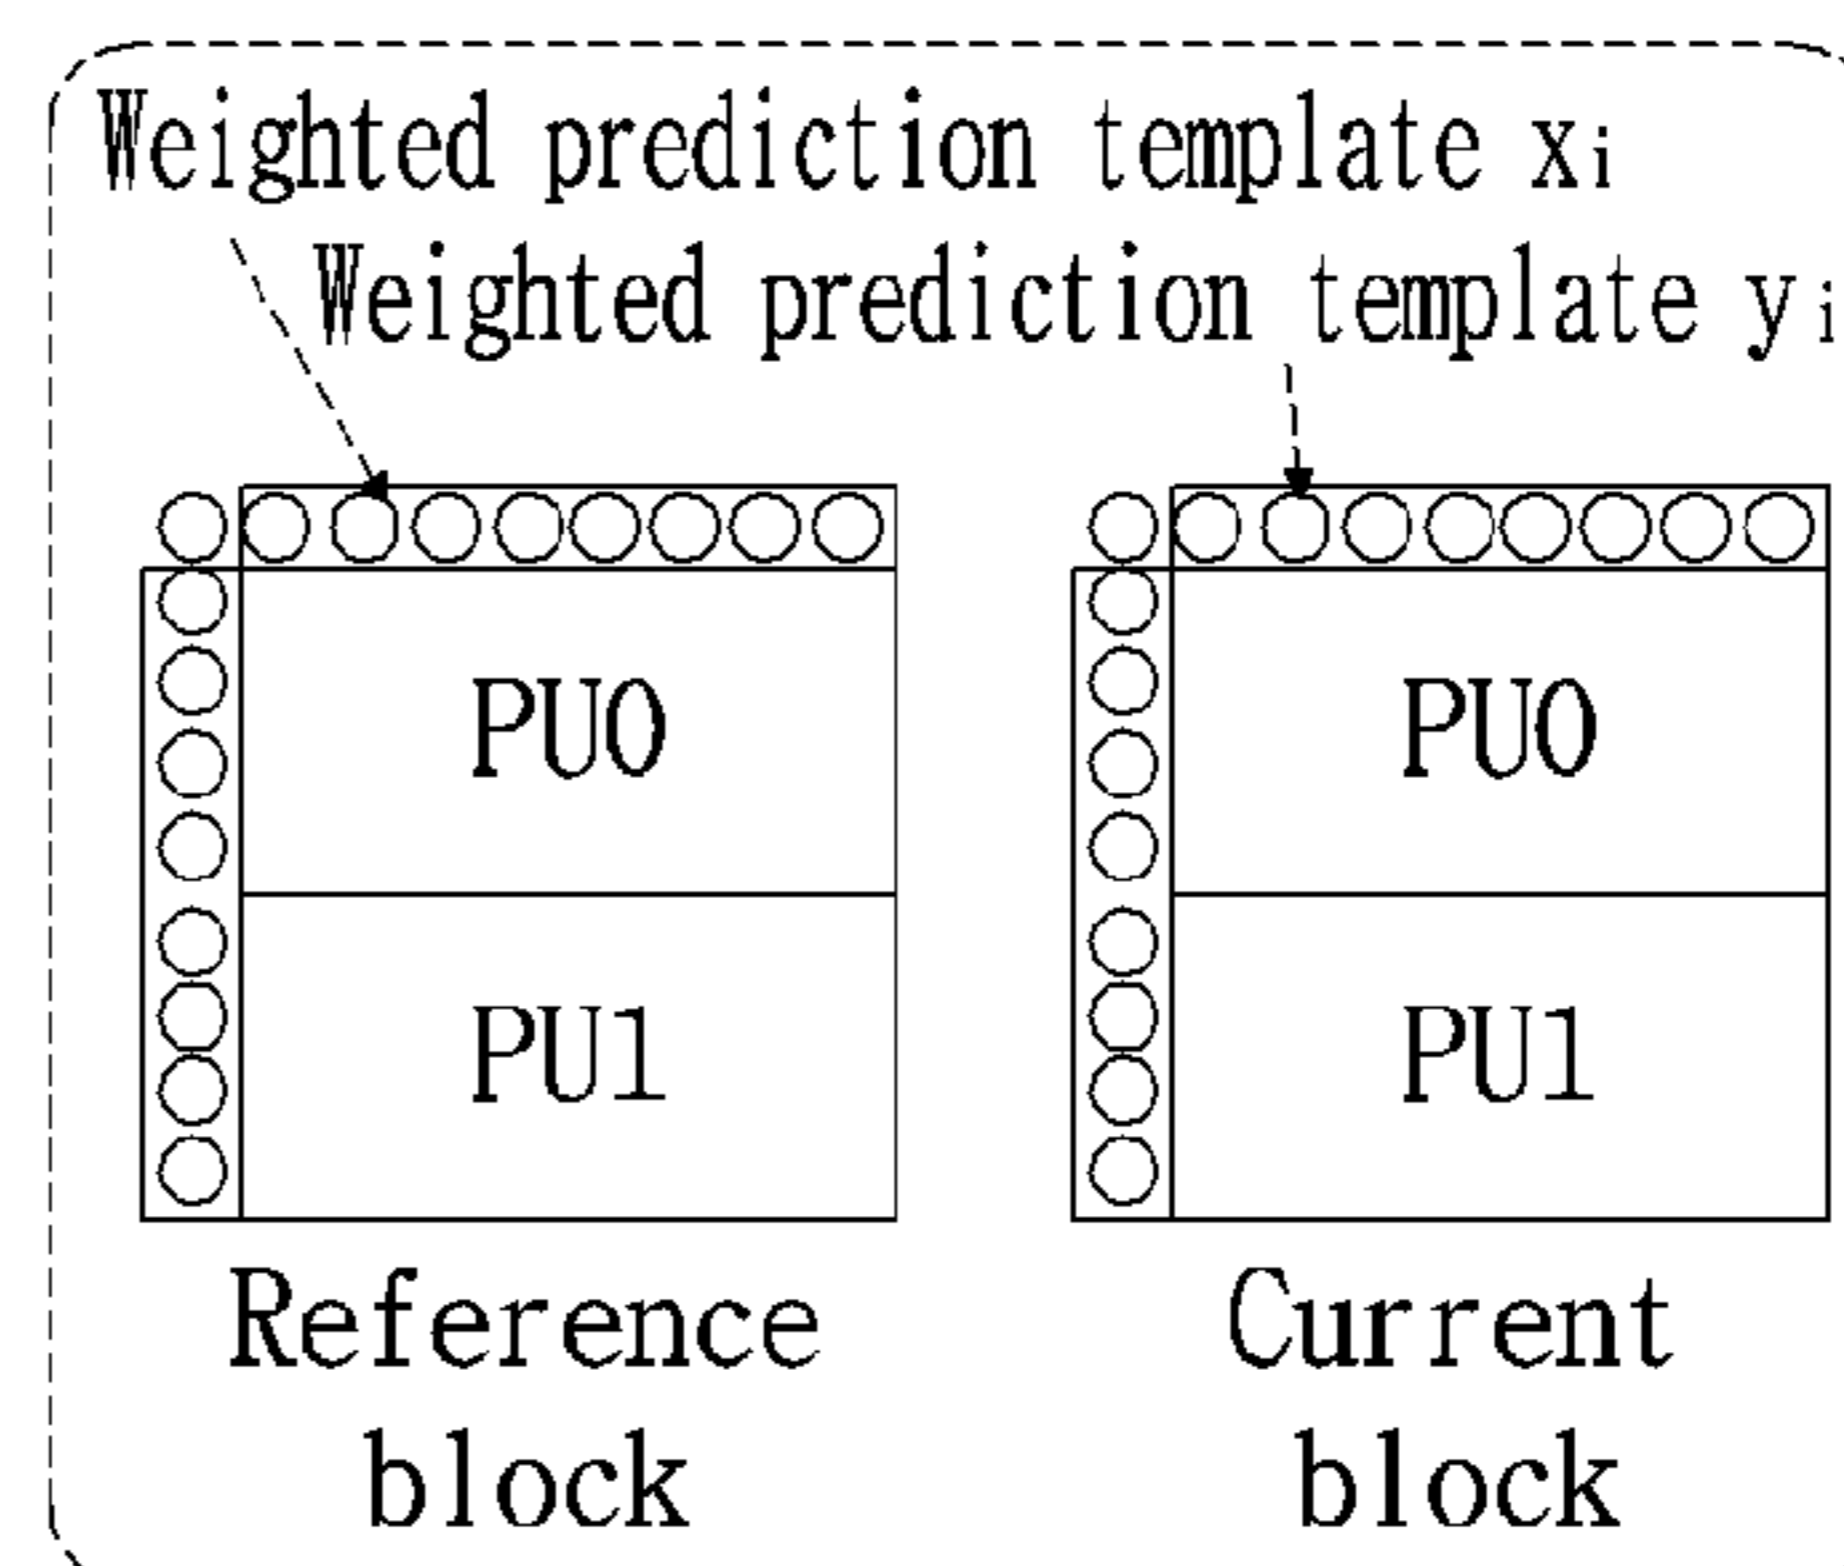 Weighted prediction template xi
Weighted prediction template yi
PU0
PU0
PU1
PU1
Reference block
Current block